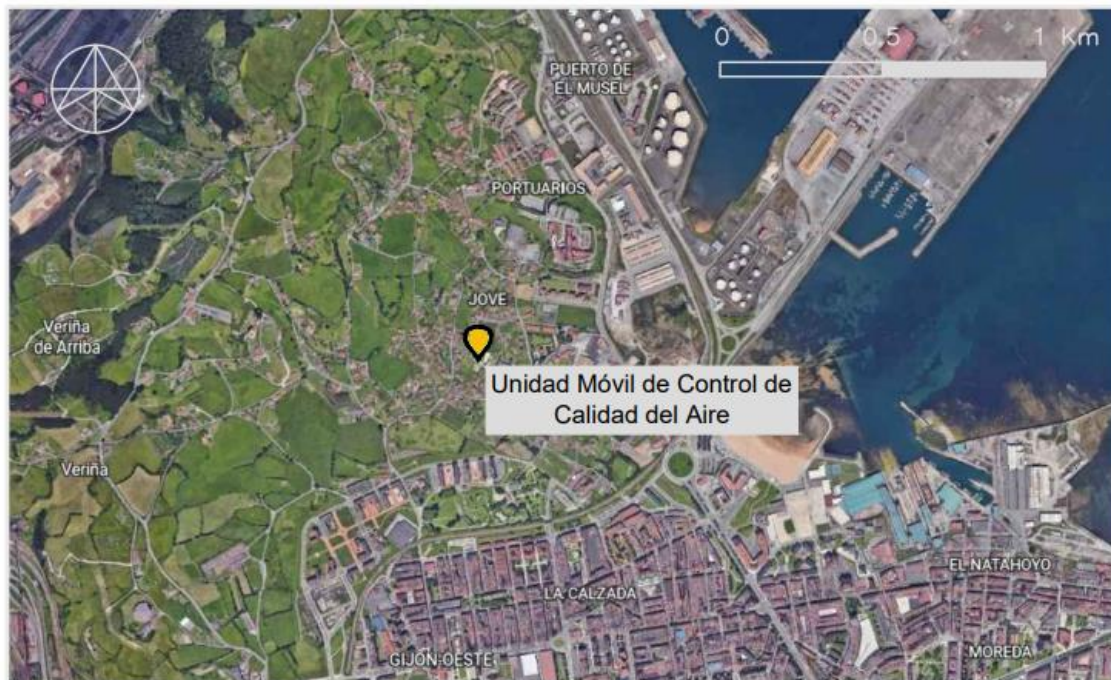 0 0.5 1 Km
PUERTO DE
EL MUSEL
PORTUARIOS
JOVE
Veriña
de Arriba
Unidad Móvil de Control de
Calidad del Aire
Veriña
EL NATAHOYO
LA CALZADA
GIJÓN-OESTE
MOREDA